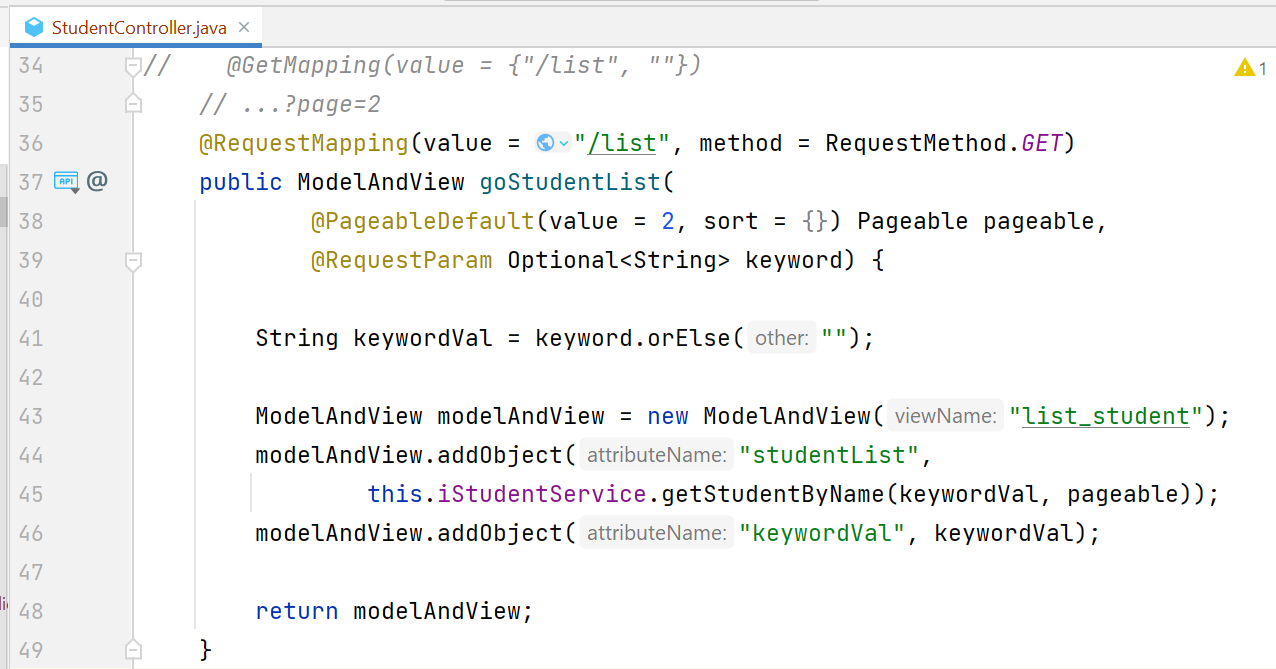 StudentController.java
1
34 //    @GetMapping(value = {"/list", ""})
35     // ...?page=2
36     @RequestMapping(value = "/list", method = RequestMethod.GET)
37 API @ public ModelAndView goStudentList(
38             @PageableDefault(value = 2, sort = {}) Pageable pageable,
39             @RequestParam Optional<String> keyword) {
40
41         String keywordVal = keyword.orElse( other: "");
42
43         ModelAndView modelAndView = new ModelAndView( viewName: "list_student");
44         modelAndView.addObject( attributeName: "studentList",
45                 this.iStudentService.getStudentByName(keywordVal, pageable));
46         modelAndView.addObject( attributeName: "keywordVal", keywordVal);
47
48         return modelAndView;
49     }